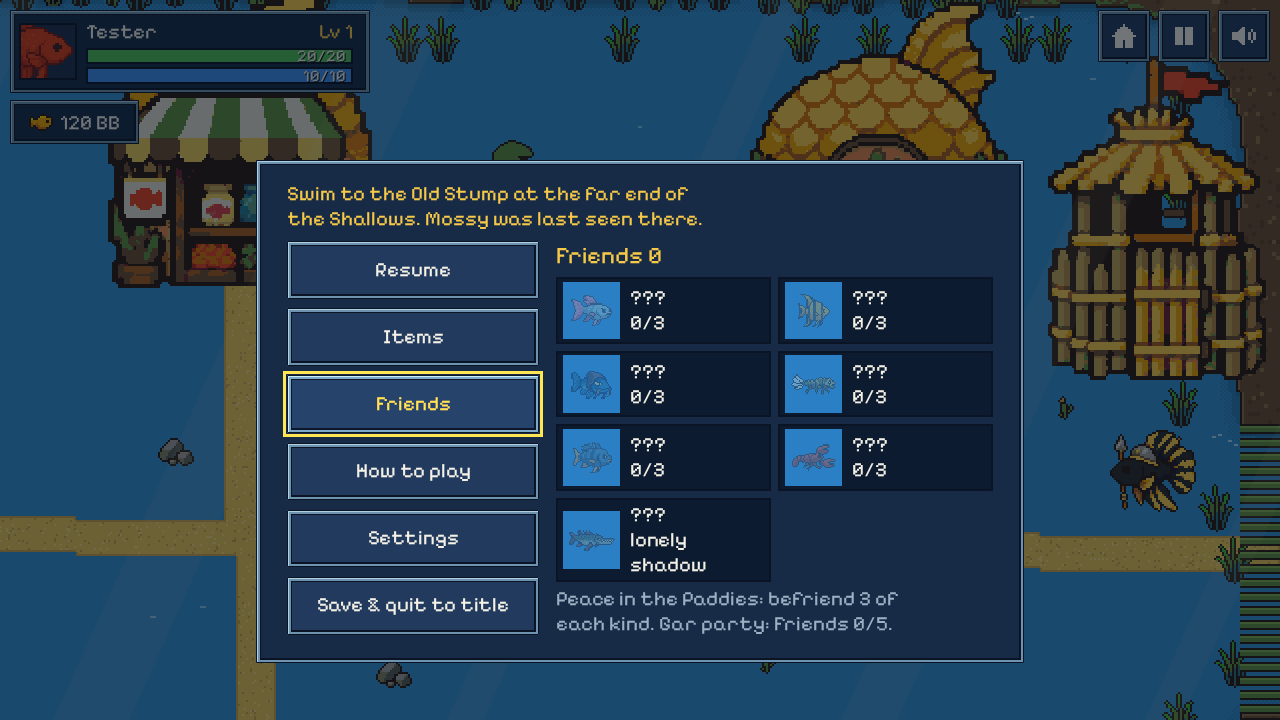 Tester Lv 1
20/20
10/10
120 BB
Swim to the Old Stump at the far end of
the Shallows. Mossy was last seen there.
Resume
Items
Friends
How to play
Settings
Save & quit to title
Friends 0
???
0/3
???
0/3
???
0/3
???
0/3
???
0/3
???
0/3
???
lonely
shadow
Peace in the Paddies: befriend 3 of
each kind. Gar party: Friends 0/5.